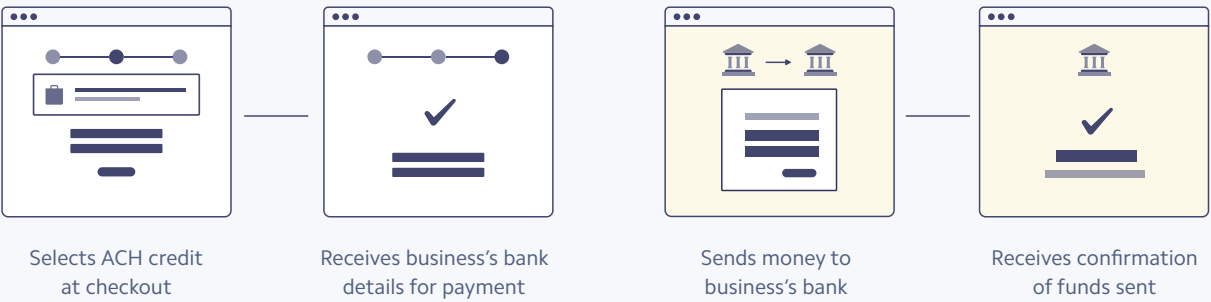 Selects ACH credit
at checkout
Receives business’s bank
details for payment
Sends money to
business’s bank
Receives confirmation
of funds sent